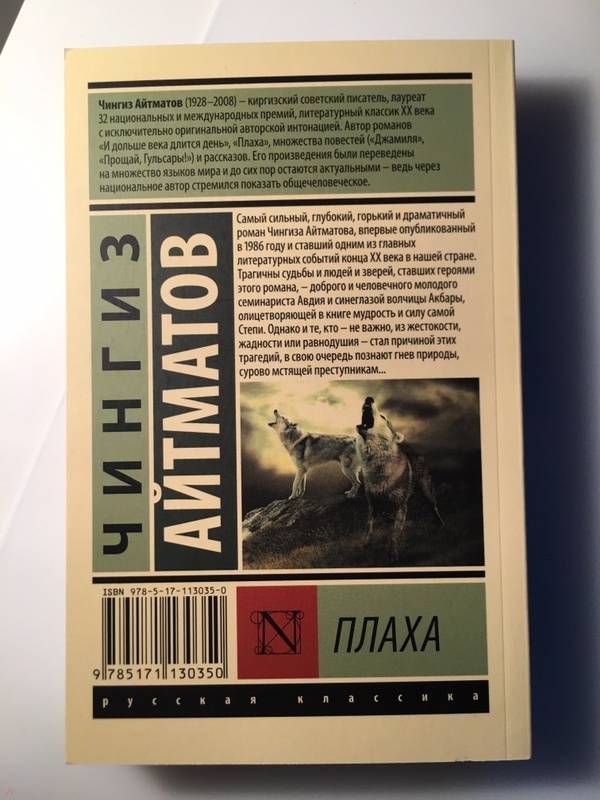 Чингиз Айтматов (1928–2008) – киргизский советский писатель, лауреат
32 национальных и международных премий, литературный классик XX века
с исключительно оригинальной авторской интонацией. Автор романов
«И дольше века длится день», «Плаха», множества повестей («Джамиля»,
«Прощай, Гульсары!») и рассказов. Его произведения были переведены
на множество языков мира и до сих пор остаются актуальными – ведь через
национальное автор стремился показать общечеловеческое.
ЧИНГИЗ
АЙТМАТОВ
Самый сильный, глубокий, горький и драматичный
роман Чингиза Айтматова, впервые опубликованный
в 1986 году и ставший одним из главных
литературных событий конца XX века в нашей стране.
Трагичны судьбы и людей и зверей, ставших героями
этого романа, – доброго и человечного молодого
семинариста Авдия и синеглазой волчицы Акбары,
олицетворяющей в книге мудрость и силу самой
Степи. Однако и те, кто – не важно, из жестокости,
жадности или равнодушия – стал причиной этих
трагедий, в свою очередь познают гнев природы,
сурово мстящей преступникам...
ISBN 978-5-17-113035-0
9 785171 130350
N
ПЛАХА
русская классика